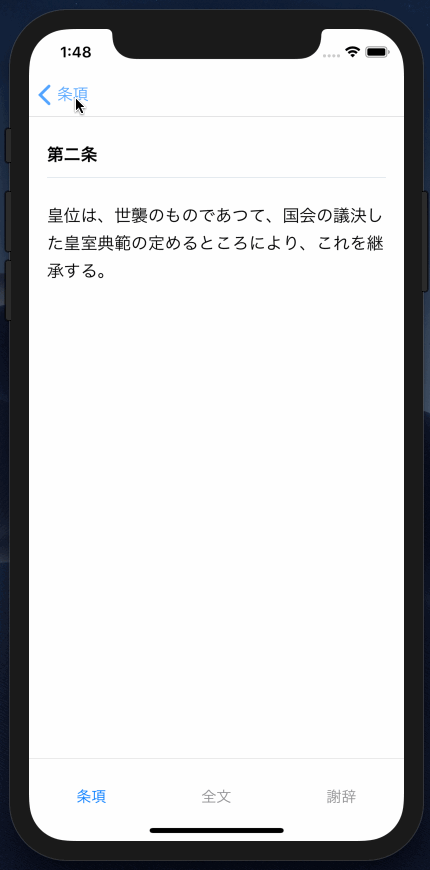 1:48
条項
第二条
皇位は、世襲のものであつて、国会の議決し
た皇室典範の定めるところにより、これを継
承する。
条項 全文 謝辞